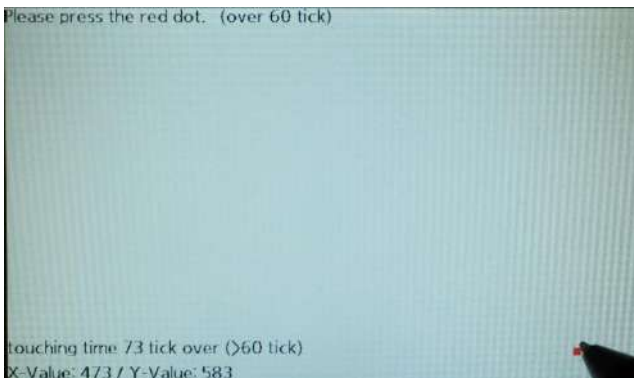 Please press the red dot. (over 60 tick)
touching time 73 tick over (>60 tick)
X-Value: 473 / Y-Value: 583